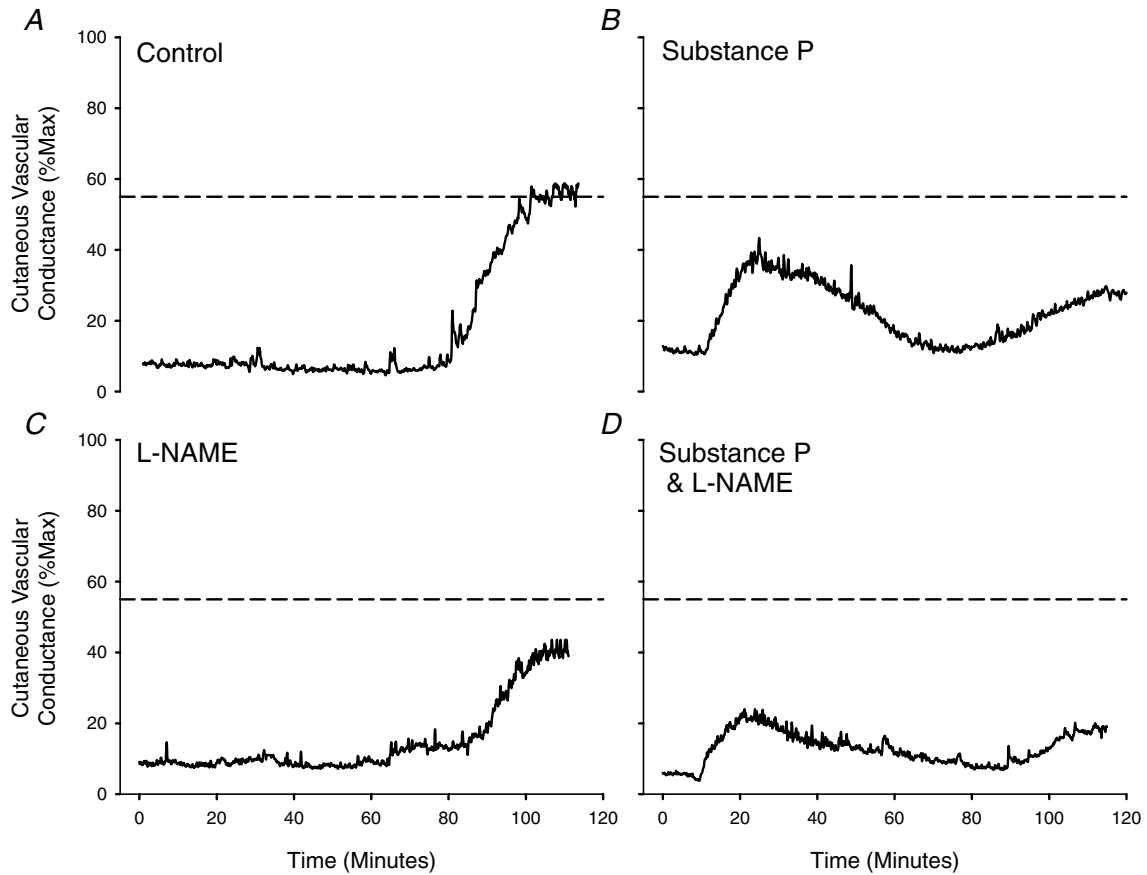 A
B
100
80
60
40
20
0
Cutaneous Vascular
Conductance (%Max)
Control
Substance P
C
D
100
80
60
40
20
0
Cutaneous Vascular
Conductance (%Max)
L-NAME
Substance P
& L-NAME
0 20 40 60 80 100 120
0 20 40 60 80 100 120
Time (Minutes)
Time (Minutes)